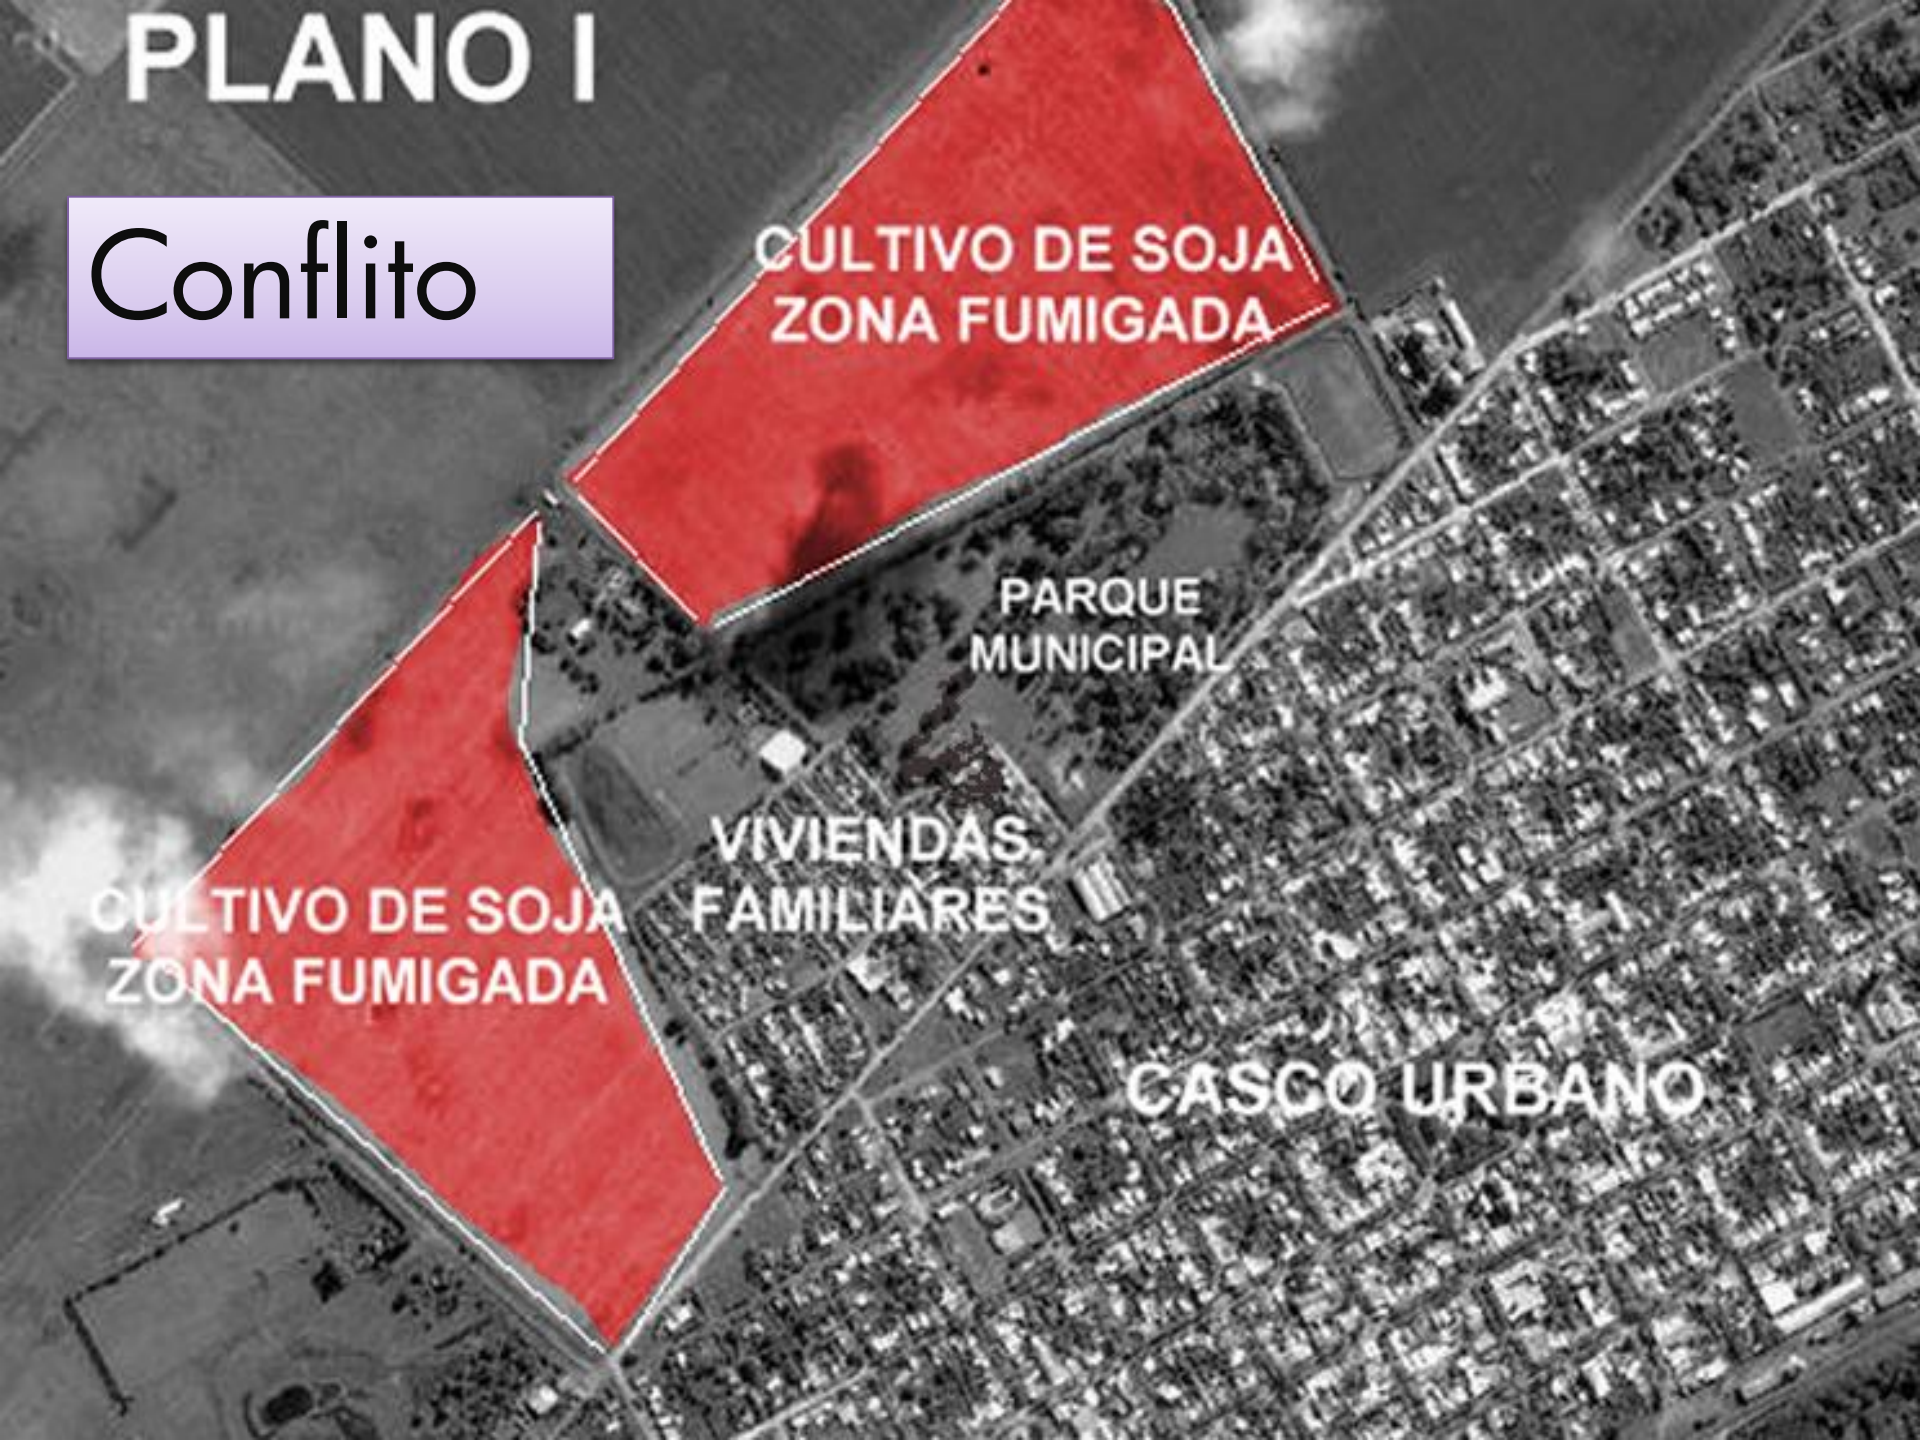 PLANO I
Conflito
CULTIVO DE SOJA
ZONA FUMIGADA
PARQUE
MUNICIPAL
VIVIENDAS
FAMILIARES
CULTIVO DE SOJA
ZONA FUMIGADA
CASCO URBANO